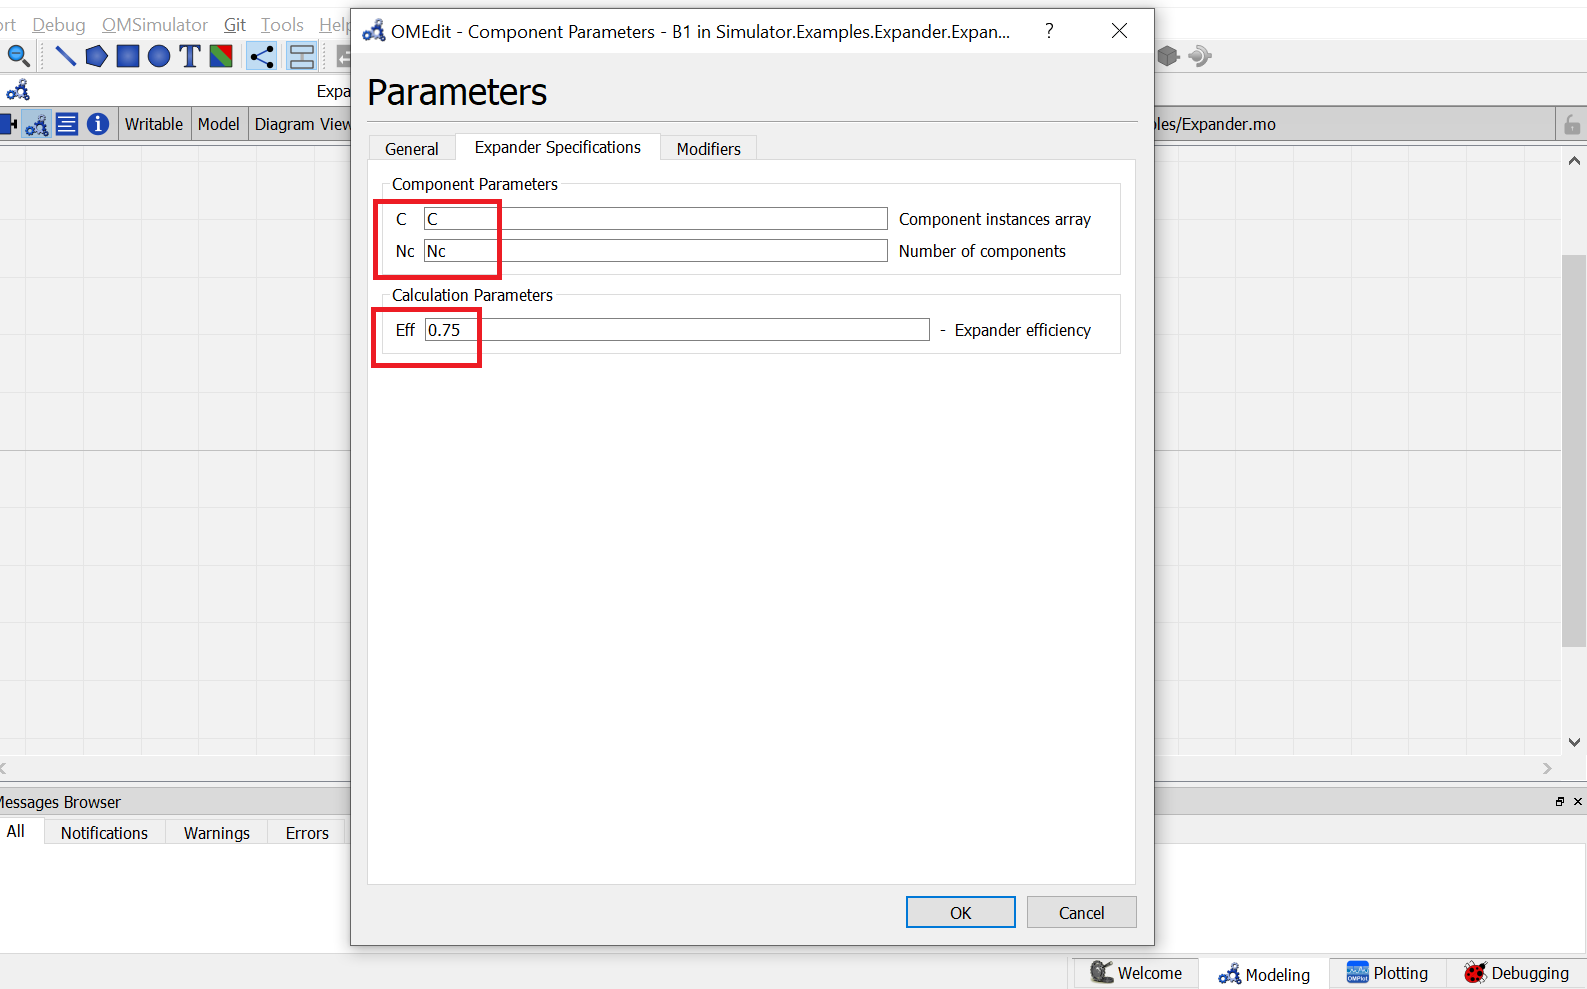 ort Debug OMSimulator Git Tools Help
OMEdit - Component Parameters - B1 in Simulator.Examples.Expander.Expan... ?
T
Expa
Parameters
Writable Model Diagram View
les/Expander.mo
General Expander Specifications Modifiers
Component Parameters
C C Component instances array
Nc Nc Number of components
Calculation Parameters
Eff 0.75 - Expander efficiency
Messages Browser
All Notifications Warnings Errors
OK Cancel
Welcome Modeling Plotting Debugging